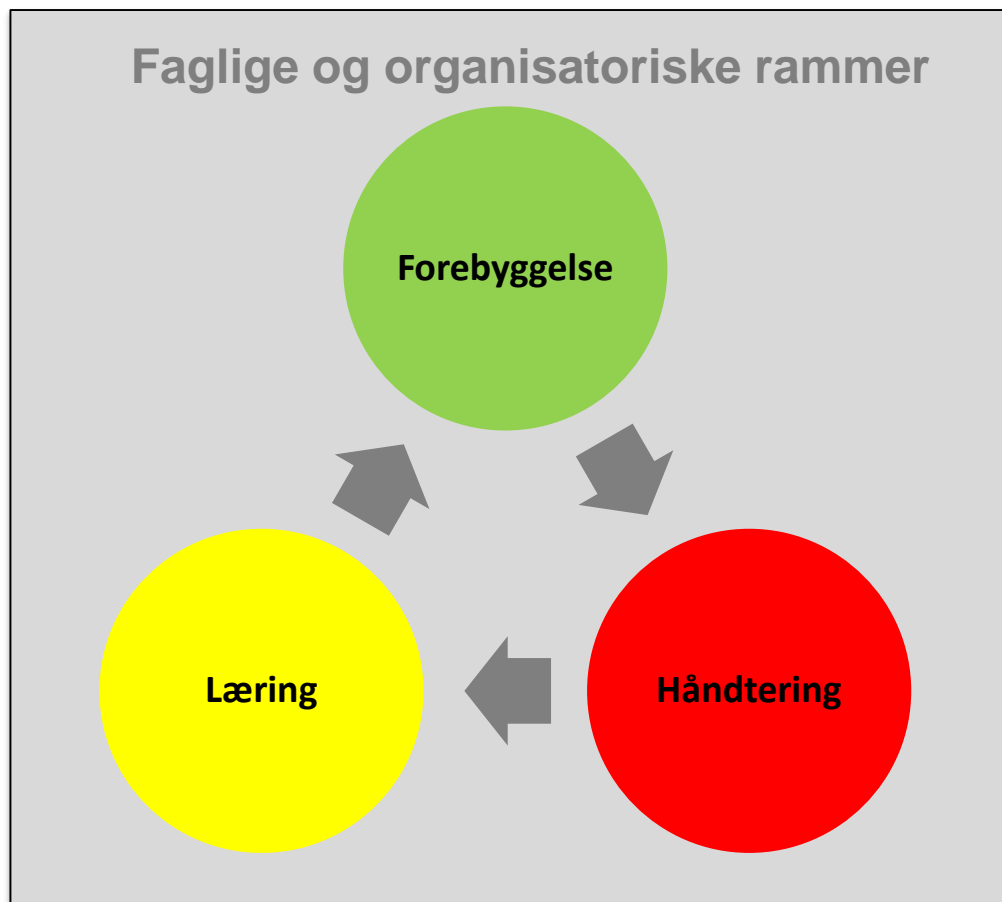 Faglige og organisatoriske rammer
Forebyggelse
Læring
Håndtering